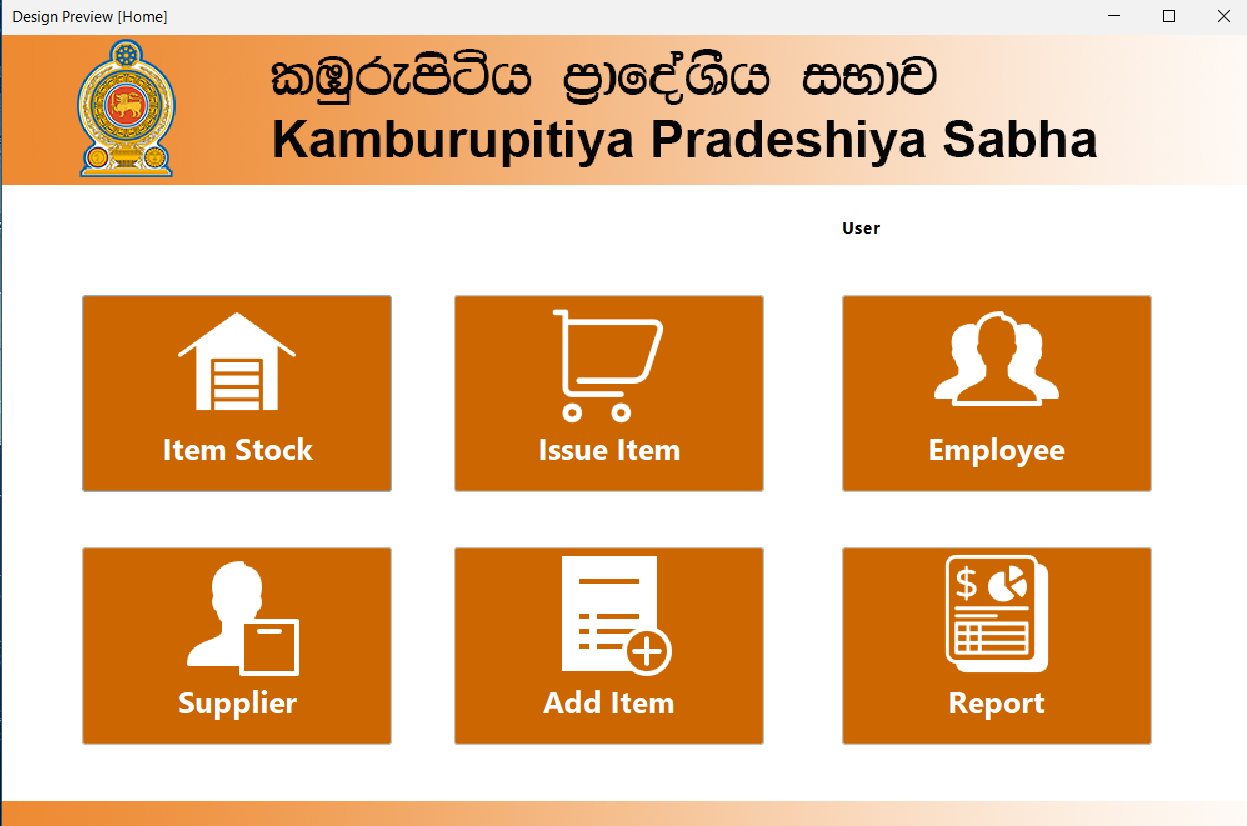 Design Preview [Home]
කඹුරුපිටිය ප්‍රාදේශීය සභාව
Kamburupitiya Pradeshiya Sabha
User
Item Stock
Issue Item
Employee
Supplier
Add Item
$
Report